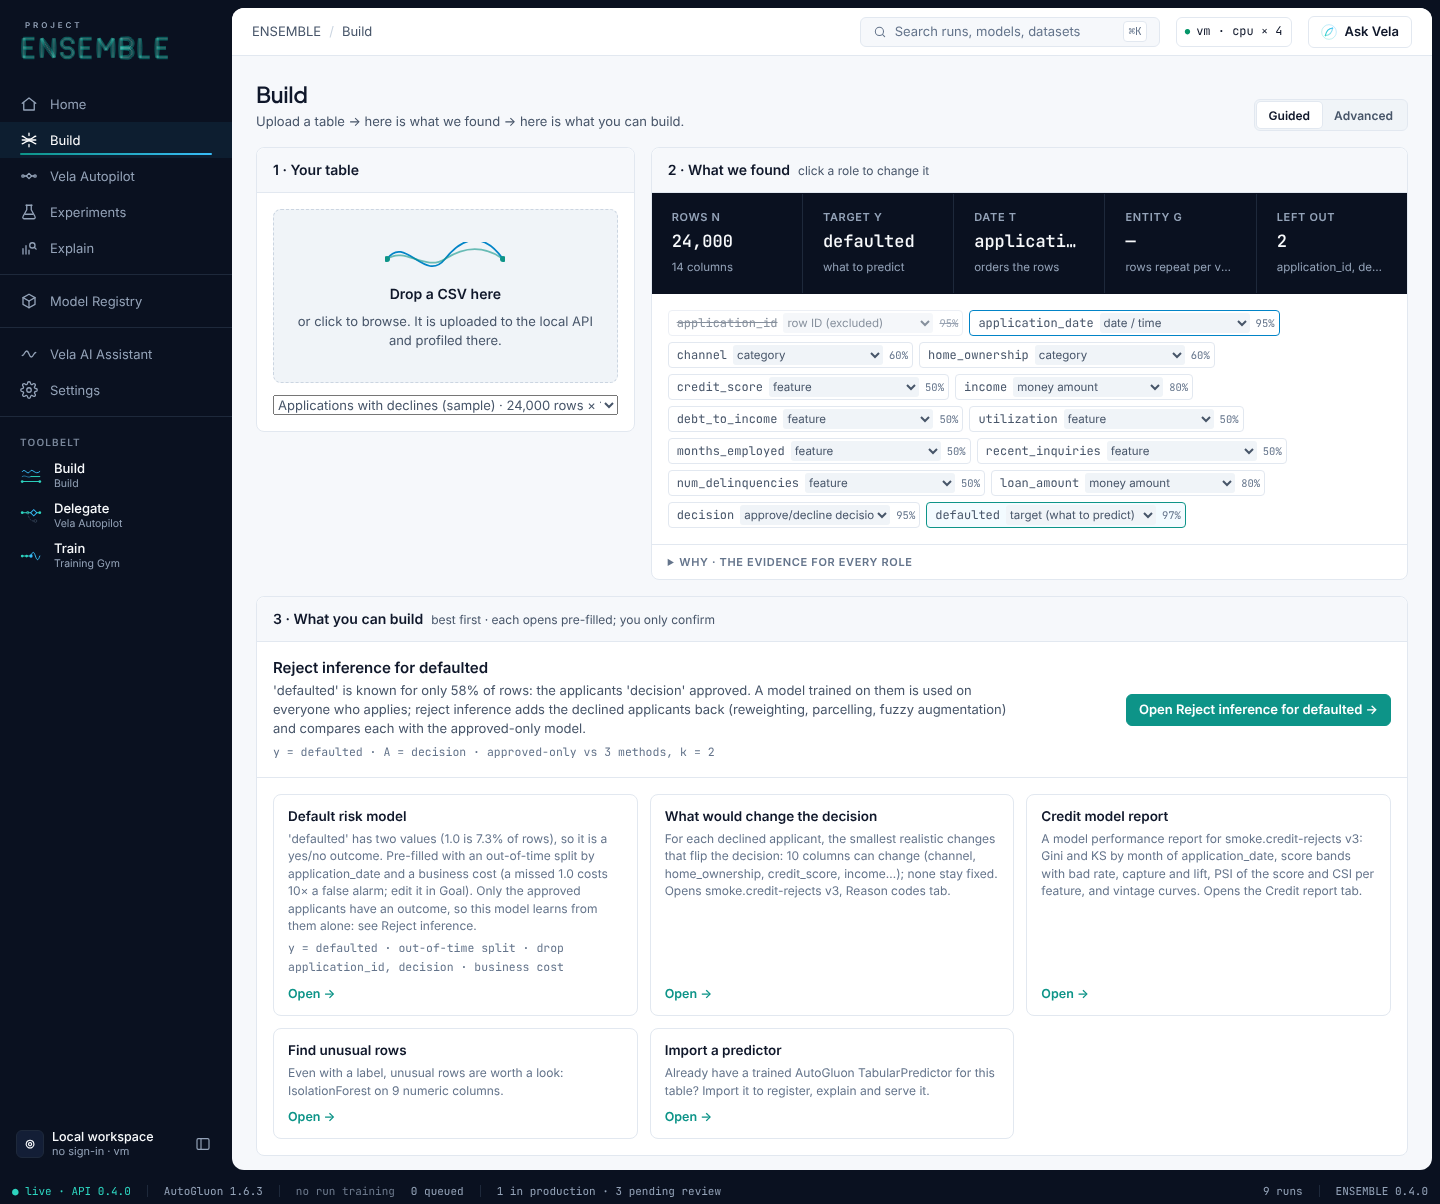 PROJECT
ENSEMBLE
Home
Build
Vela Autopilot
Experiments
Explain
Model Registry
Vela AI Assistant
Settings
TOOLBELT
Build
Build
Delegate
Vela Autopilot
Train
Training Gym
Local workspace
no sign-in · vm
ENSEMBLE / Build
Search runs, models, datasets ⌘K
vm · cpu × 4
Ask Vela
Build
Upload a table → here is what we found → here is what you can build.
Guided Advanced
1 · Your table
Drop a CSV here
or click to browse. It is uploaded to the local API
and profiled there.
Applications with declines (sample) · 24,000 rows ×
2 · What we found click a role to change it
ROWS N TARGET Y DATE T ENTITY G LEFT OUT
24,000 defaulted applicati… — 2
14 columns what to predict orders the rows rows repeat per v… application_id, de…
application_id row ID (excluded) 95% application_date date / time 95%
channel category 60% home_ownership category 60%
credit_score feature 50% income money amount 80%
debt_to_income feature 50% utilization feature 50%
months_employed feature 50% recent_inquiries feature 50%
num_delinquencies feature 50% loan_amount money amount 80%
decision approve/decline decisio 95% defaulted target (what to predict) 97%
▶ WHY · THE EVIDENCE FOR EVERY ROLE
3 · What you can build best first · each opens pre-filled; you only confirm
Reject inference for defaulted
'defaulted' is known for only 58% of rows: the applicants 'decision' approved. A model trained on them is used on
everyone who applies; reject inference adds the declined applicants back (reweighting, parcelling, fuzzy augmentation)
and compares each with the approved-only model.
y = defaulted · A = decision · approved-only vs 3 methods, k = 2
Open Reject inference for defaulted →
Default risk model
'defaulted' has two values (1.0 is 7.3% of rows), so it is a
yes/no outcome. Pre-filled with an out-of-time split by
application_date and a business cost (a missed 1.0 costs
10× a false alarm; edit it in Goal). Only the approved
applicants have an outcome, so this model learns from
them alone: see Reject inference.
y = defaulted · out-of-time split · drop
application_id, decision · business cost
Open →
What would change the decision
For each declined applicant, the smallest realistic changes
that flip the decision: 10 columns can change (channel,
home_ownership, credit_score, income…); none stay fixed.
Opens smoke.credit-rejects v3, Reason codes tab.
Open →
Credit model report
A model performance report for smoke.credit-rejects v3:
Gini and KS by month of application_date, score bands
with bad rate, capture and lift, PSI of the score and CSI per
feature, and vintage curves. Opens the Credit report tab.
Open →
Find unusual rows
Even with a label, unusual rows are worth a look:
IsolationForest on 9 numeric columns.
Open →
Import a predictor
Already have a trained AutoGluon TabularPredictor for this
table? Import it to register, explain and serve it.
Open →
live · API 0.4.0 AutoGluon 1.6.3 no run training 0 queued 1 in production · 3 pending review 9 runs ENSEMBLE 0.4.0